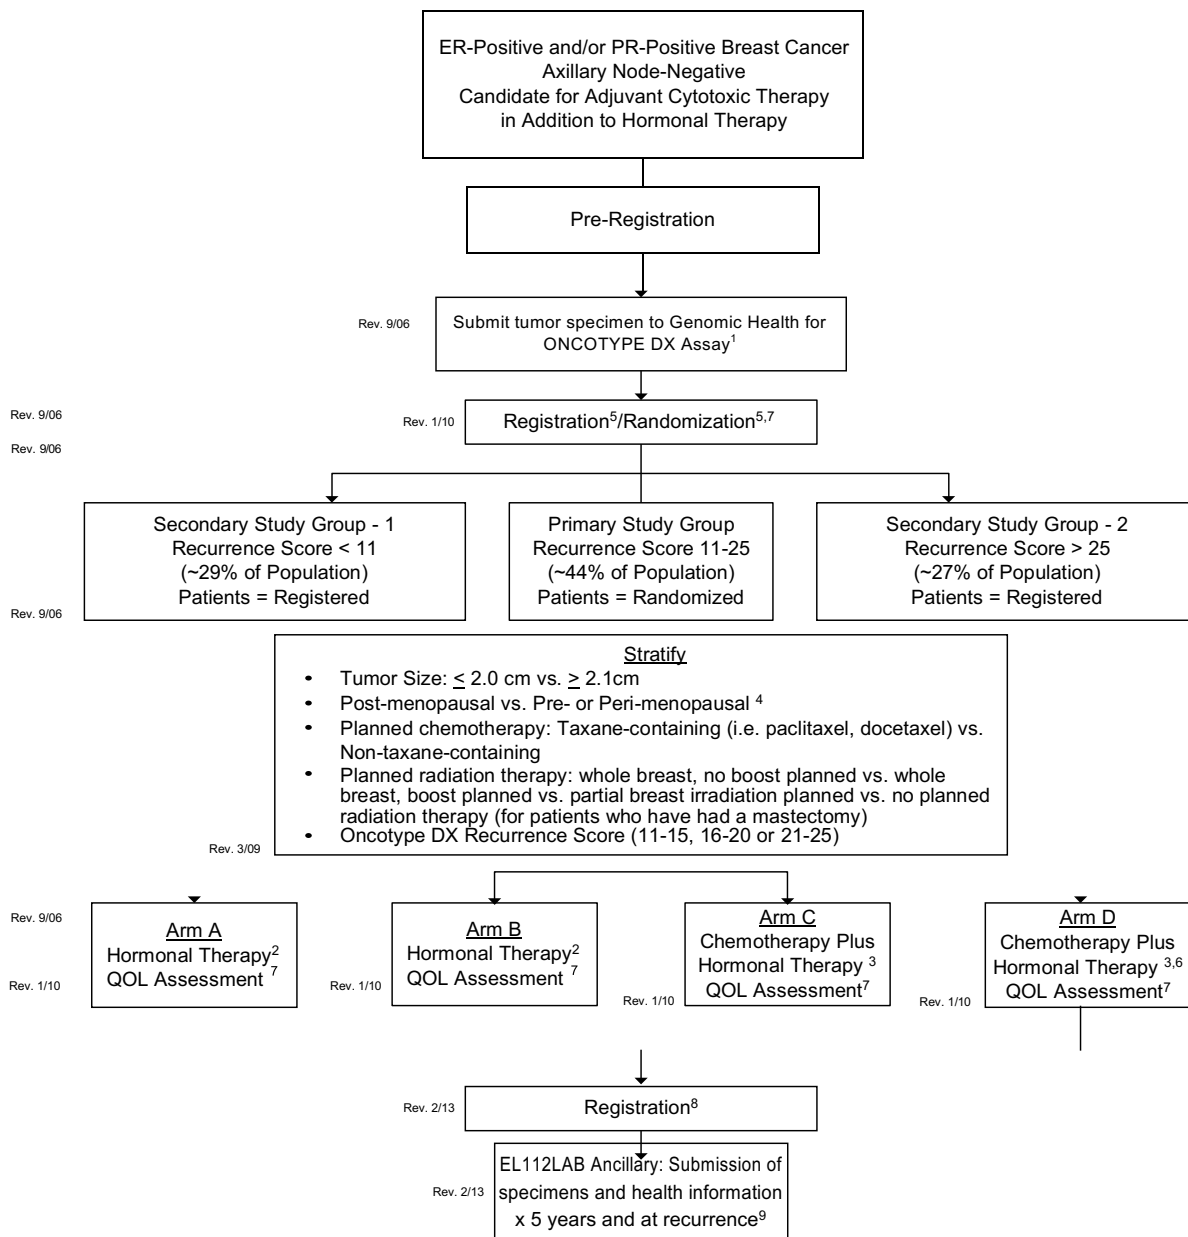 ER-Positive and/or PR-Positive Breast Cancer
Axillary Node-Negative
Candidate for Adjuvant Cytotoxic Therapy
in Addition to Hormonal Therapy
Pre-Registration
Rev. 9/06
Submit tumor specimen to Genomic Health for
ONCOTYPE DX Assay1
Rev. 9/06
Rev. 1/10
Registration5/Randomization5,7
Rev. 9/06
Secondary Study Group - 1
Recurrence Score < 11
(~29% of Population)
Patients = Registered
Primary Study Group
Recurrence Score 11-25
(~44% of Population)
Patients = Randomized
Secondary Study Group - 2
Recurrence Score > 25
(~27% of Population)
Patients = Registered
Rev. 9/06
Stratify
• Tumor Size: < 2.0 cm vs. > 2.1cm
• Post-menopausal vs. Pre- or Peri-menopausal 4
• Planned chemotherapy: Taxane-containing (i.e. paclitaxel, docetaxel) vs.
Non-taxane-containing
• Planned radiation therapy: whole breast, no boost planned vs. whole
breast, boost planned vs. partial breast irradiation planned vs. no planned
radiation therapy (for patients who have had a mastectomy)
• Oncotype DX Recurrence Score (11-15, 16-20 or 21-25)
Rev. 3/09
Rev. 9/06
Arm A
Hormonal Therapy2
QOL Assessment 7
Rev. 1/10
Arm B
Hormonal Therapy2
QOL Assessment 7
Rev. 1/10
Arm C
Chemotherapy Plus
Hormonal Therapy 3
QOL Assessment7
Rev. 1/10
Arm D
Chemotherapy Plus
Hormonal Therapy 3,6
QOL Assessment7
Rev. 1/10
Rev. 2/13
Registration8
Rev. 2/13
EL112LAB Ancillary: Submission of
specimens and health information
x 5 years and at recurrence9